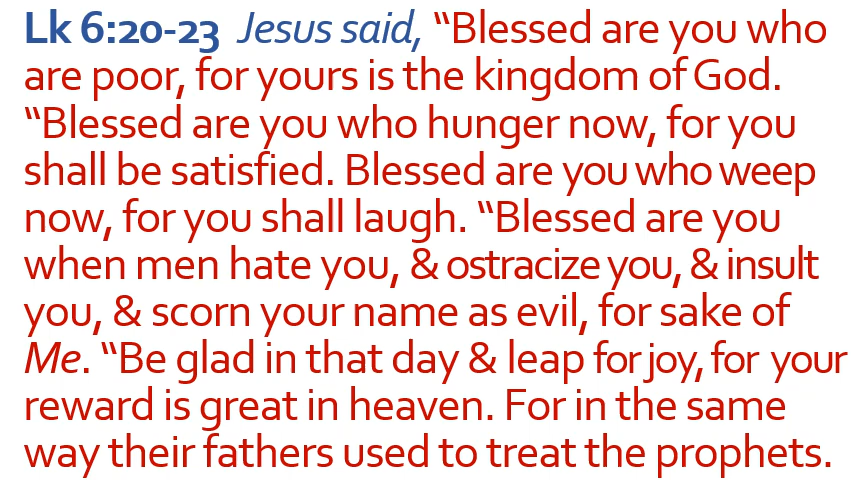 Lk 6:20-23 Jesus said, “Blessed are you who
are poor, for yours is the kingdom of God.
“Blessed are you who hunger now, for you
shall be satisfied. Blessed are you who weep
now, for you shall laugh. “Blessed are you
when men hate you, & ostracize you, & insult
you, & scorn your name as evil, for sake of
Me. “Be glad in that day & leap for joy, for your
reward is great in heaven. For in the same
way their fathers used to treat the prophets.